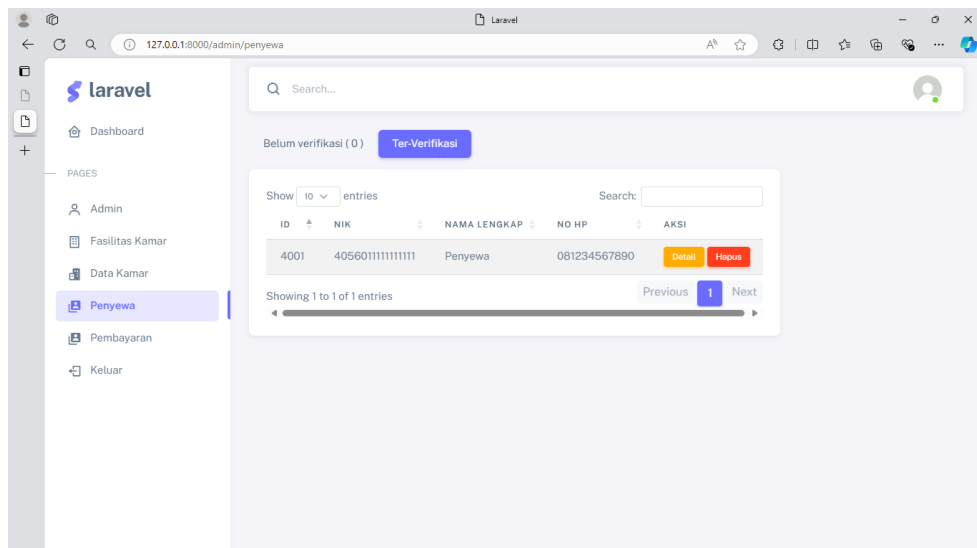 Laravel
127.0.0.1:8000/admin/penyewa
laravel
Search...
Dashboard
Belum verifikasi ( 0 ) Ter-Verifikasi
PAGES
Admin
Fasilitas Kamar
Data Kamar
Penyewa
Pembayaran
Keluar
Show 10 entries Search:
ID NIK NAMA LENGKAP NO HP AKSI
4001 4056011111111111 Penyewa 081234567890 Detail Hapus
Showing 1 to 1 of 1 entries Previous 1 Next